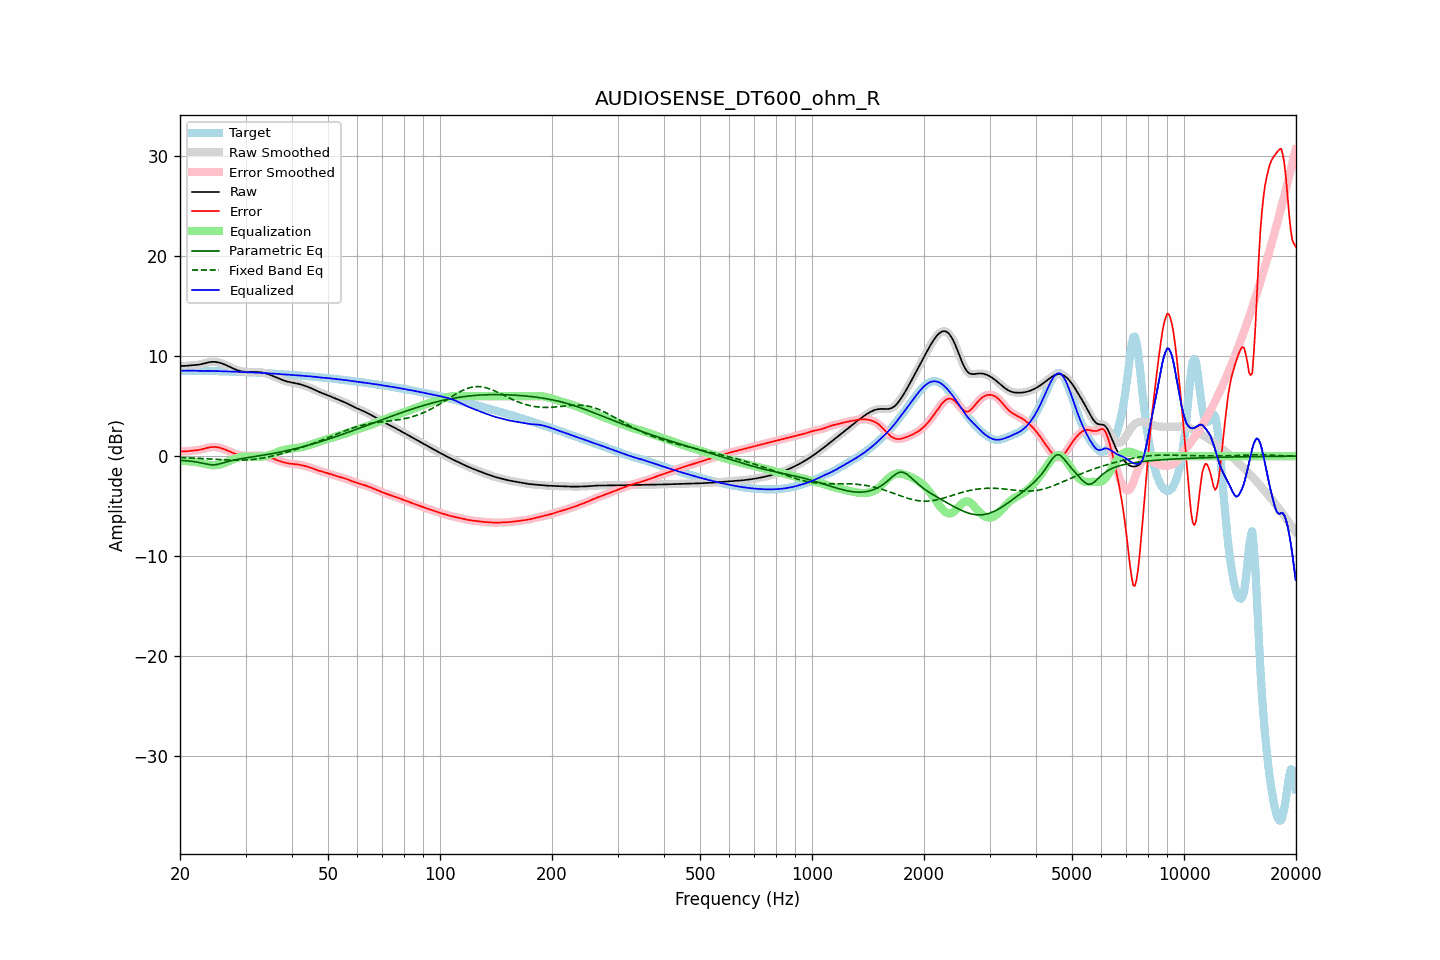 AUDIOSENSE_DT600_ohm_R
Target
Raw Smoothed
Error Smoothed
Raw
Error
Equalization
Parametric Eq
Fixed Band Eq
Equalized
30
20
10
0
−10
−20
−30
Amplitude (dBr)
20 50 100 200 500 1000 2000 5000 10000 20000
Frequency (Hz)